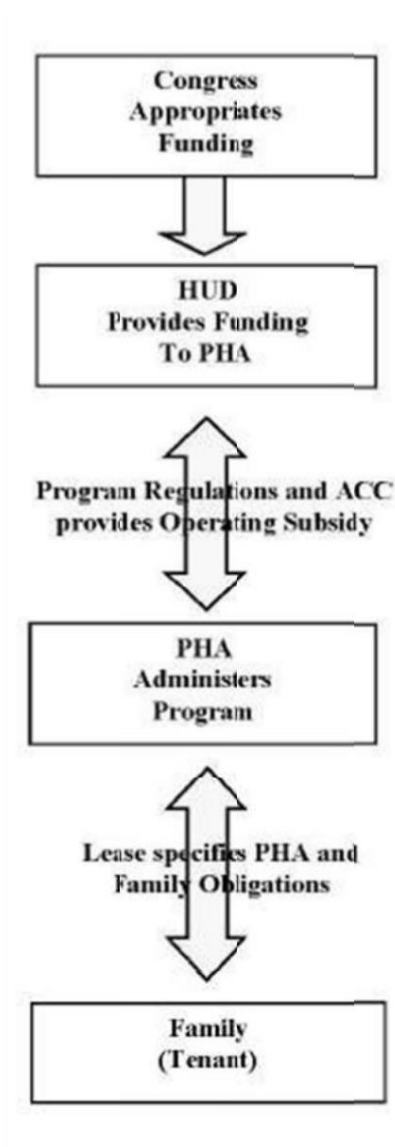 Congress
Appropriates
Funding
HUD
Provides Funding
To PHA
Program Regulations and ACC
provides Operating Subsidy
PHA
Administers
Program
Lease specifies PHA and
Family Obligations
Family
(Tenant)